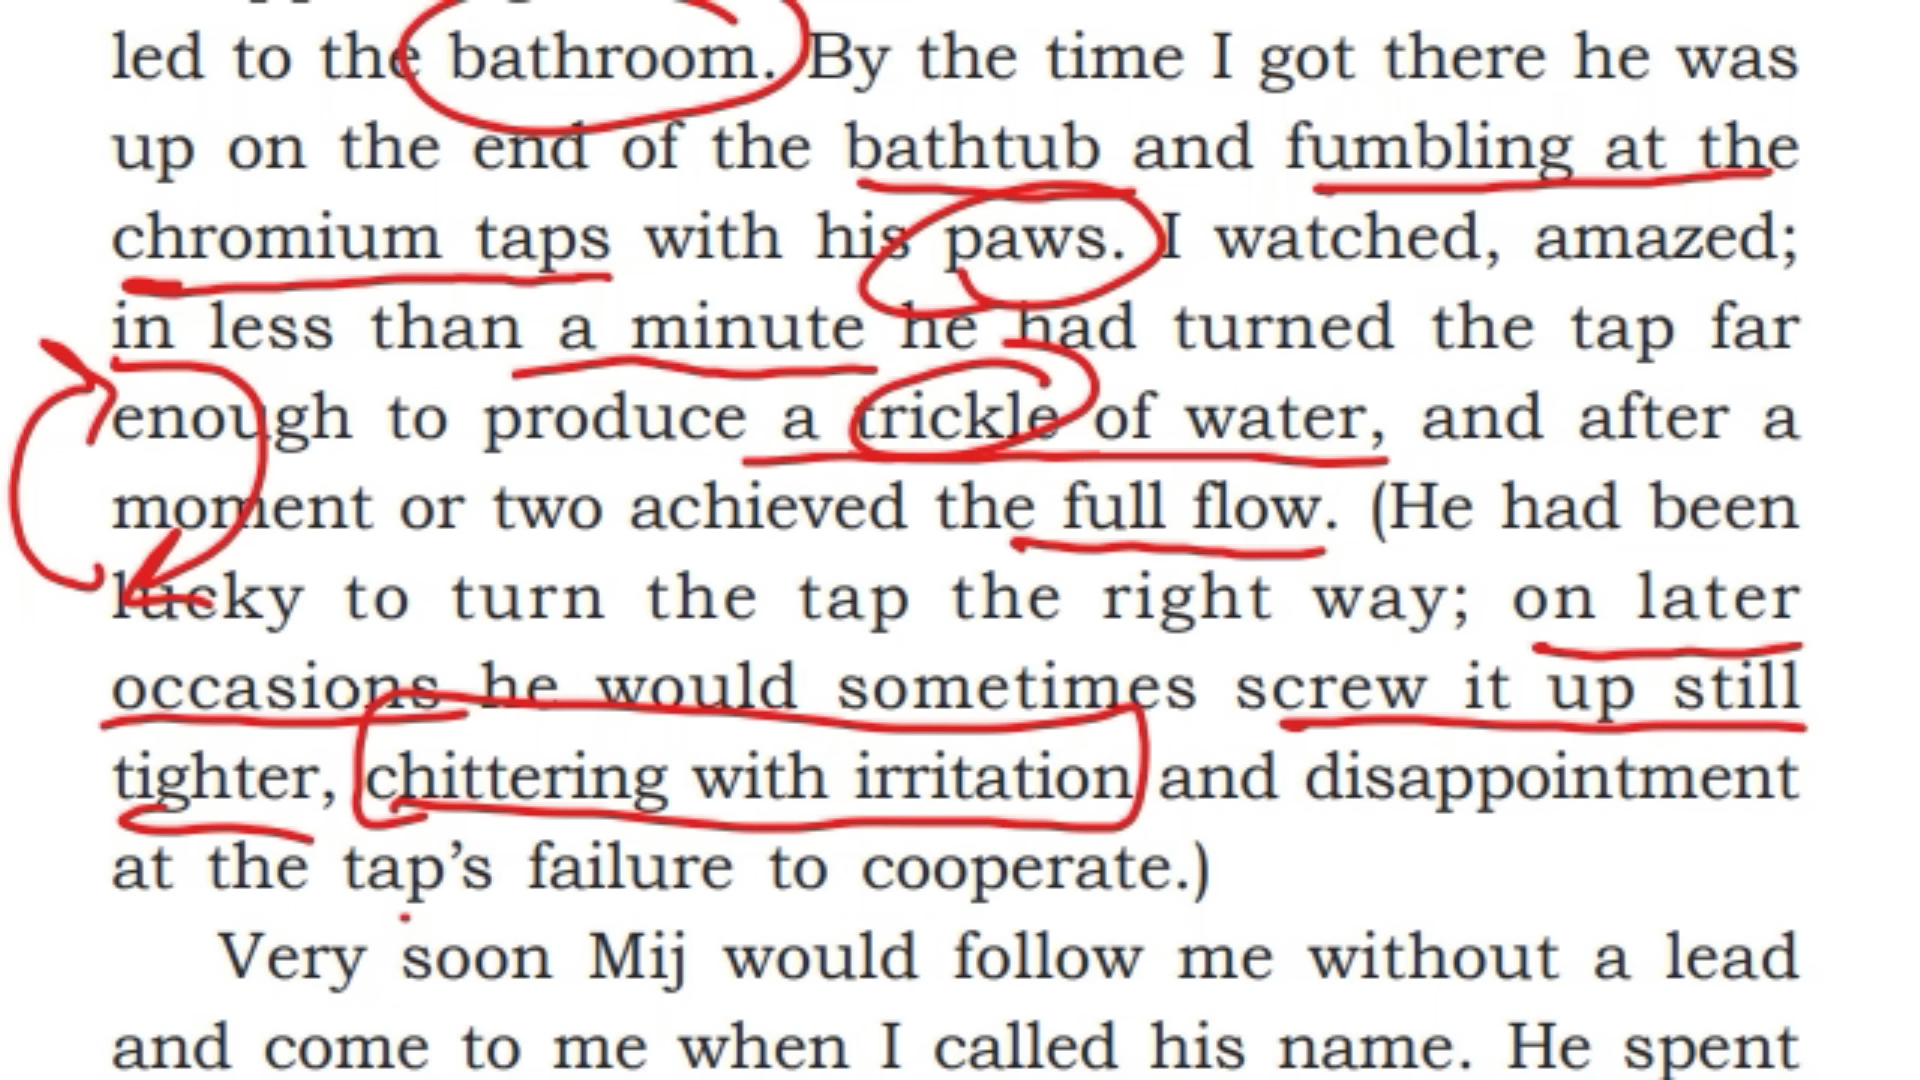 led to the bathroom. By the time I got there he was
up on the end of the bathtub and fumbling at the
chromium taps with his paws. I watched, amazed;
in less than a minute he had turned the tap far
enough to produce a trickle of water, and after a
moment or two achieved the full flow. (He had been
lucky to turn the tap the right way; on later
occasions he would sometimes screw it up still
tighter, chittering with irritation and disappointment
at the tap’s failure to cooperate.)
Very soon Mij would follow me without a lead
and come to me when I called his name. He spent